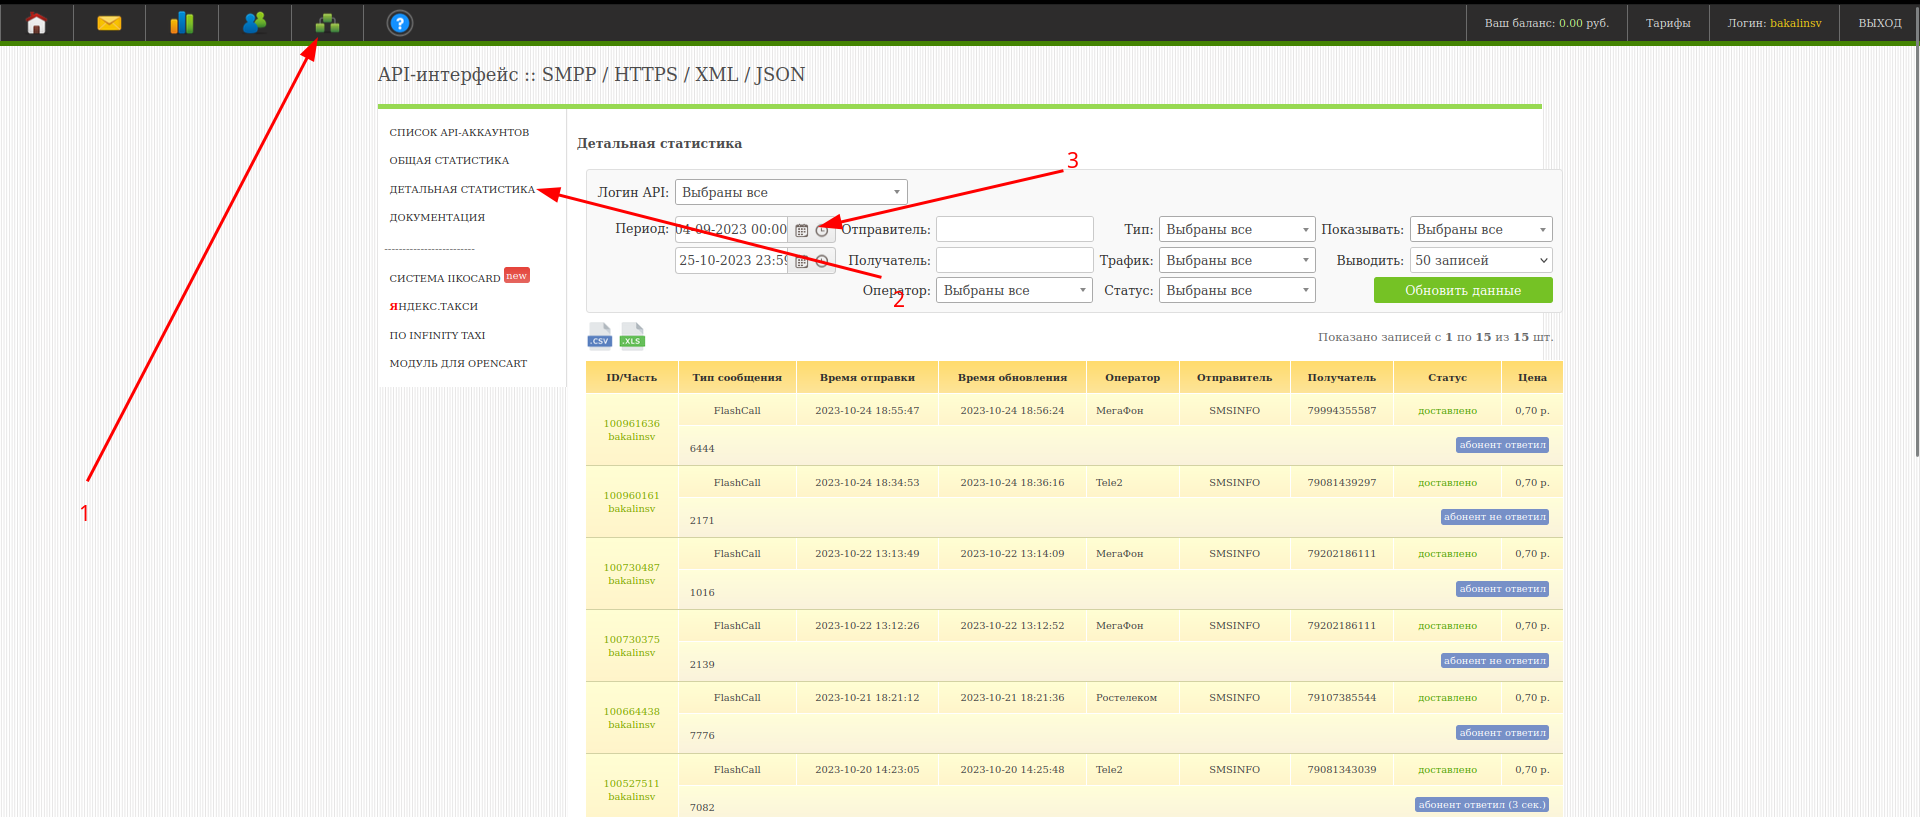 Ваш баланс: 0.00 руб. Тарифы Логин: bakalinsv ВЫХОД
API-интерфейс :: SMPP / HTTPS / XML / JSON
СПИСОК API-АККАУНТОВ
ОБЩАЯ СТАТИСТИКА
ДЕТАЛЬНАЯ СТАТИСТИКА
ДОКУМЕНТАЦИЯ
-------------------------
СИСТЕМА IIKOCARD new
ЯНДЕКС.ТАКСИ
ПО INFINITY TAXI
МОДУЛЬ ДЛЯ OPENCART
1
2
3
Детальная статистика
Логин API: Выбраны все
Период: 04-09-2023 00:00 Отправитель: Тип: Выбраны все Показывать: Выбраны все
25-10-2023 23:59 Получатель: Трафик: Выбраны все Выводить: 50 записей
Оператор: Выбраны все Статус: Выбраны все Обновить данные
.CSV .XLS Показано записей с 1 по 15 из 15 шт.
ID/Часть Тип сообщения Время отправки Время обновления Оператор Отправитель Получатель Статус Цена
100961636 bakalinsv FlashCall 2023-10-24 18:55:47 2023-10-24 18:56:24 МегаФон SMSINFO 79994355587 доставлено 0,70 р.
6444 абонент ответил
100960161 bakalinsv FlashCall 2023-10-24 18:34:53 2023-10-24 18:36:16 Tele2 SMSINFO 79081439297 доставлено 0,70 р.
2171 абонент не ответил
100730487 bakalinsv FlashCall 2023-10-22 13:13:49 2023-10-22 13:14:09 МегаФон SMSINFO 79202186111 доставлено 0,70 р.
1016 абонент ответил
100730375 bakalinsv FlashCall 2023-10-22 13:12:26 2023-10-22 13:12:52 МегаФон SMSINFO 79202186111 доставлено 0,70 р.
2139 абонент не ответил
100664438 bakalinsv FlashCall 2023-10-21 18:21:12 2023-10-21 18:21:36 Ростелеком SMSINFO 79107385544 доставлено 0,70 р.
7776 абонент ответил
100527511 bakalinsv FlashCall 2023-10-20 14:23:05 2023-10-20 14:25:48 Tele2 SMSINFO 79081343039 доставлено 0,70 р.
7082 абонент ответил (3 сек.)